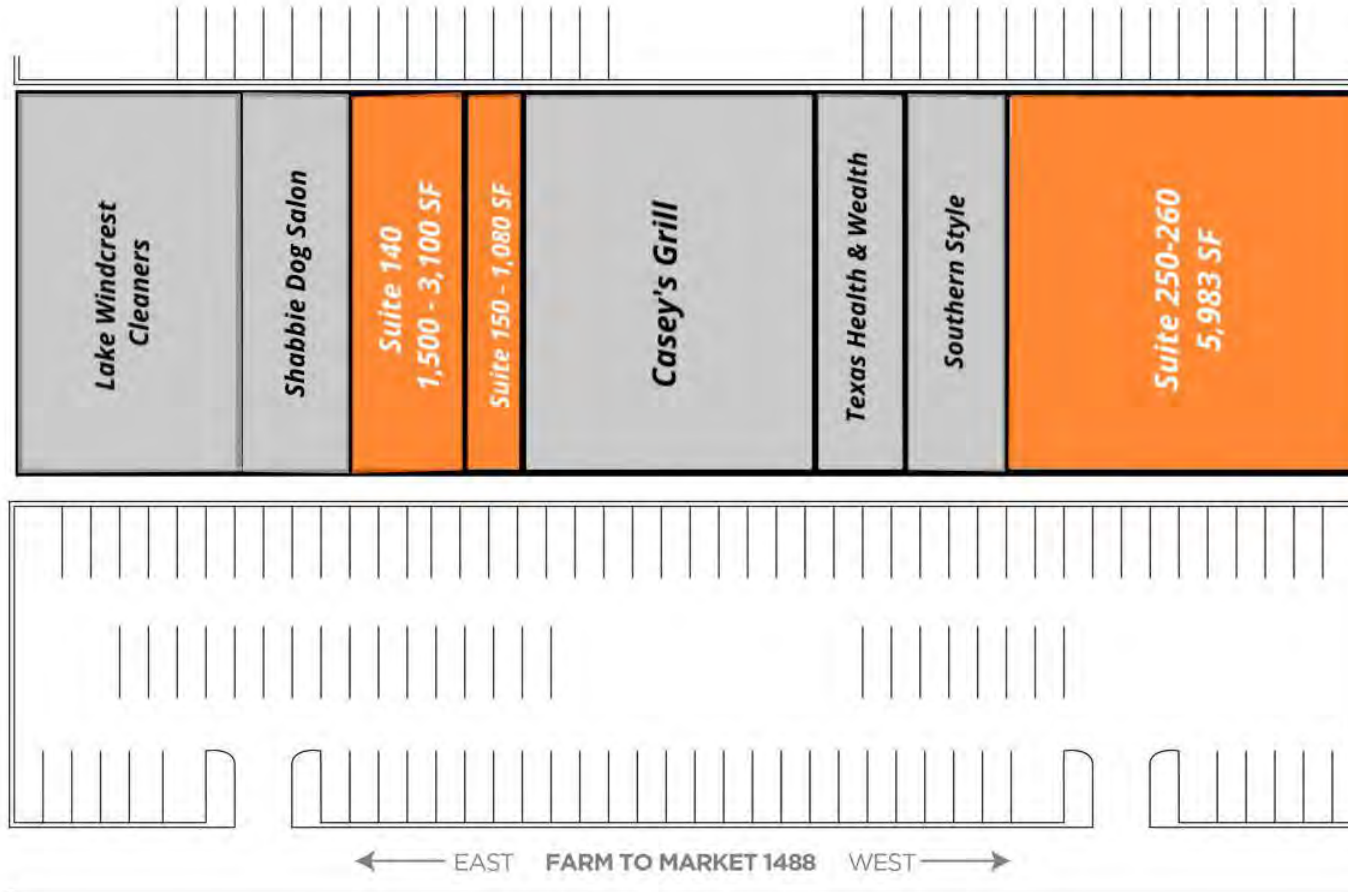 Lake Windcrest
Cleaners
Shabbie Dog Salon
Suite 140
1,500 - 3,100 SF
Suite 150 - 1,080 SF
Casey's Grill
Texas Health & Wealth
Southern Style
Suite 250-260
5,983 SF
EAST FARM TO MARKET 1488 WEST